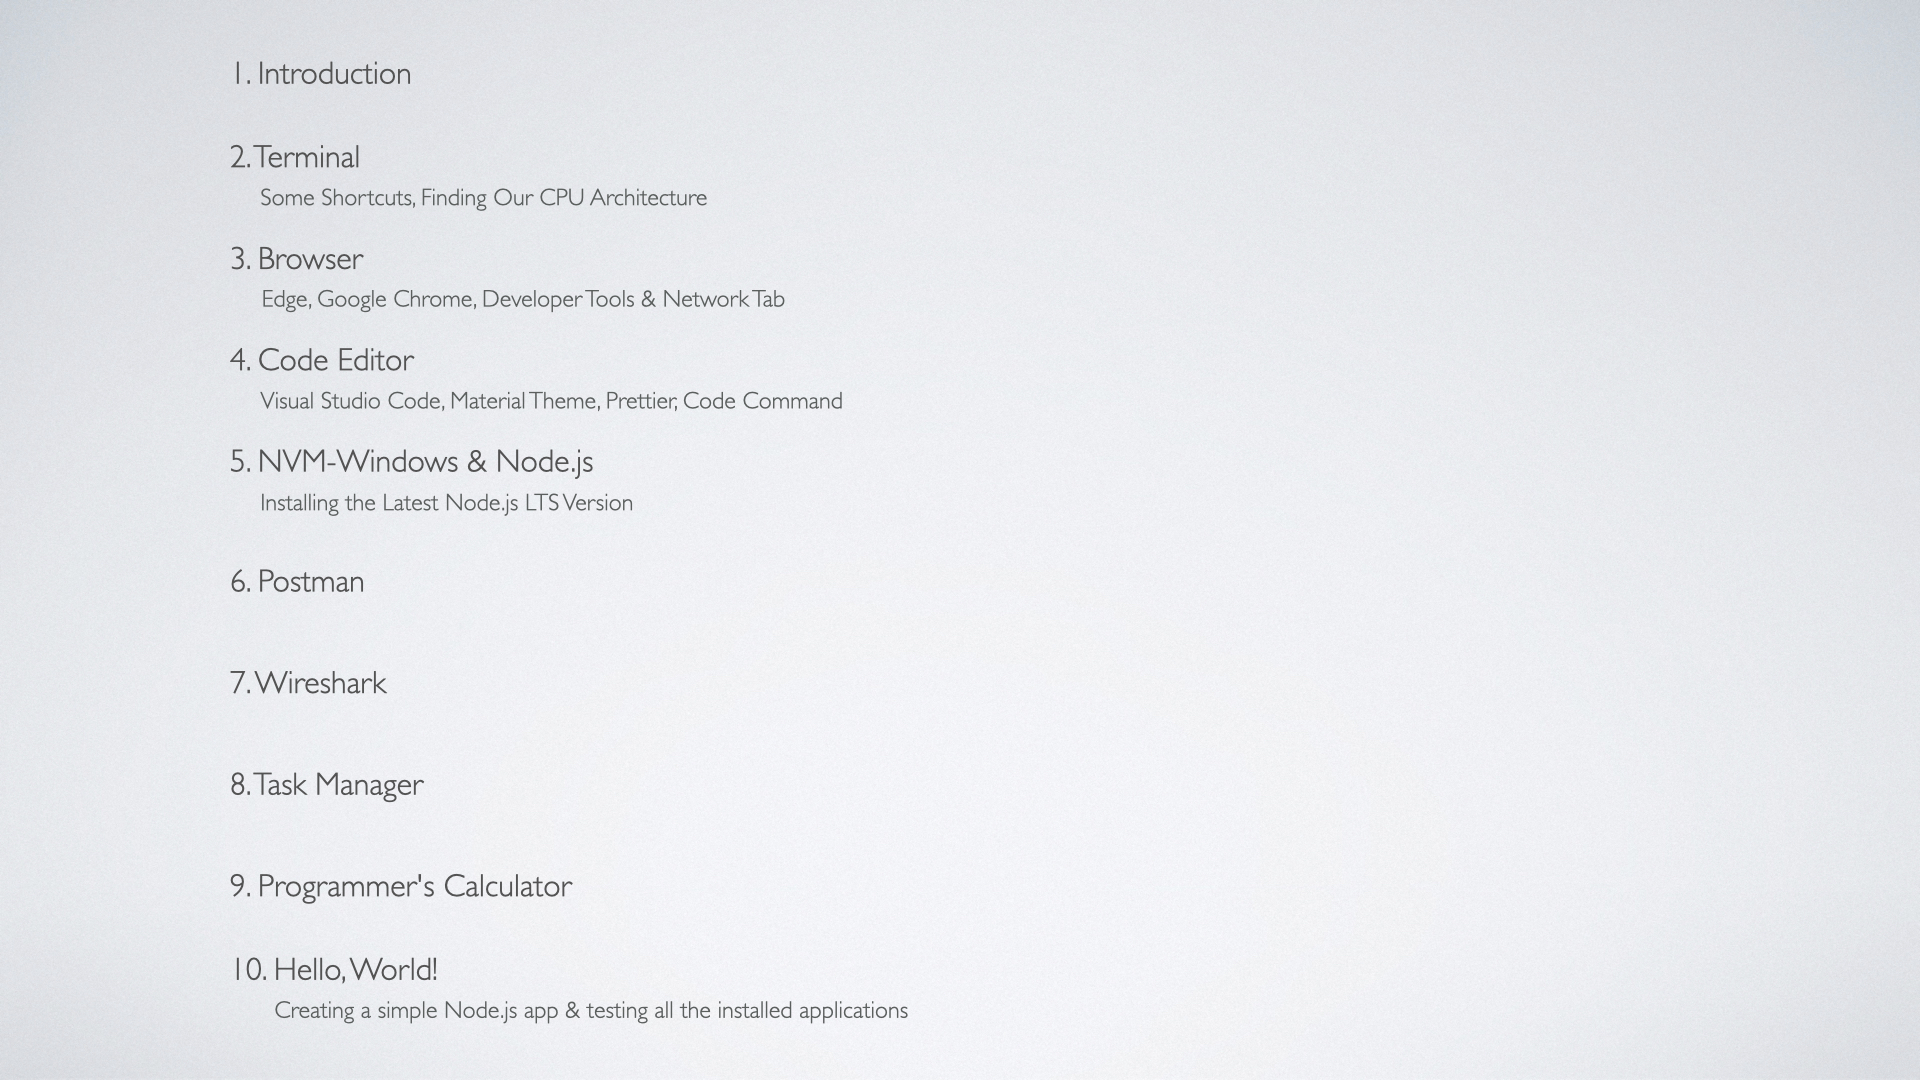 1. Introduction
2. Terminal
Some Shortcuts, Finding Our CPU Architecture
3. Browser
Edge, Google Chrome, Developer Tools & Network Tab
4. Code Editor
Visual Studio Code, Material Theme, Prettier, Code Command
5. NVM-Windows & Node.js
Installing the Latest Node.js LTS Version
6. Postman
7. Wireshark
8. Task Manager
9. Programmer's Calculator
10. Hello, World!
Creating a simple Node.js app & testing all the installed applications